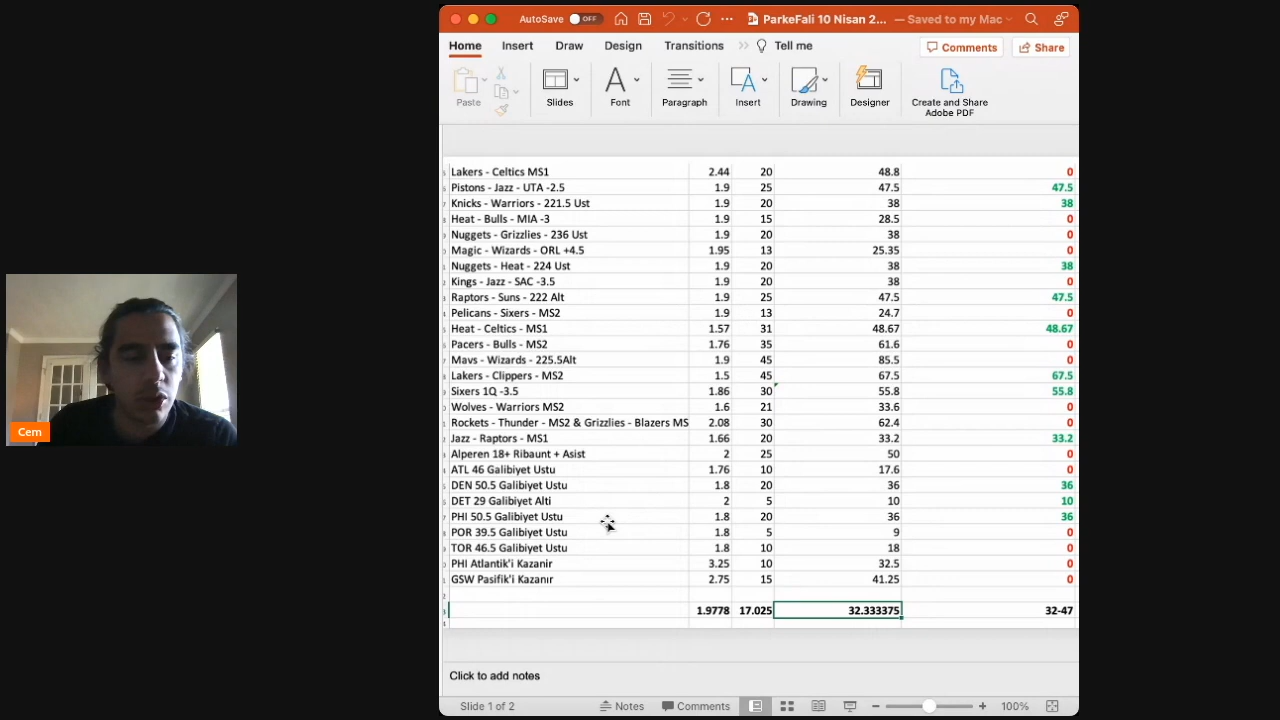 AutoSave OFF ParkeFali 10 Nisan 2... — Saved to my Mac
Home Insert Draw Design Transitions Tell me Comments Share
Paste Slides Font Paragraph Insert Drawing Designer Create and Share
Adobe PDF
Lakers - Celtics MS1 2.44 20 48.8 0
Pistons - Jazz - UTA -2.5 1.9 25 47.5 47.5
Knicks - Warriors - 221.5 Ust 1.9 20 38 38
Heat - Bulls - MIA -3 1.9 15 28.5 0
Nuggets - Grizzlies - 236 Ust 1.9 20 38 0
Magic - Wizards - ORL +4.5 1.95 13 25.35 0
Nuggets - Heat - 224 Ust 1.9 20 38 38
Kings - Jazz - SAC -3.5 1.9 20 38 0
Raptors - Suns - 222 Alt 1.9 25 47.5 47.5
Pelicans - Sixers - MS2 1.9 13 24.7 0
Heat - Celtics - MS1 1.57 31 48.67 48.67
Pacers - Bulls - MS2 1.76 35 61.6 0
Mavs - Wizards - 225.5Alt 1.9 45 85.5 0
Lakers - Clippers - MS2 1.5 45 67.5 67.5
Sixers 1Q -3.5 1.86 30 55.8 55.8
Wolves - Warriors MS2 1.6 21 33.6 0
Rockets - Thunder - MS2 & Grizzlies - Blazers MS 2.08 30 62.4 0
Jazz - Raptors - MS1 1.66 20 33.2 33.2
Alperen 18+ Ribaunt + Asist 2 25 50 0
ATL 46 Galibiyet Ustu 1.76 10 17.6 0
DEN 50.5 Galibiyet Ustu 1.8 20 36 36
DET 29 Galibiyet Alti 2 5 10 10
PHI 50.5 Galibiyet Ustu 1.8 20 36 36
POR 39.5 Galibiyet Ustu 1.8 5 9 0
TOR 46.5 Galibiyet Ustu 1.8 10 18 0
PHI Atlantik'i Kazanir 3.25 10 32.5 0
GSW Pasifik'i Kazanır 2.75 15 41.25 0
1.9778 17.025 32.333375 32-47
Cem
Click to add notes
Slide 1 of 2 Notes Comments 100%